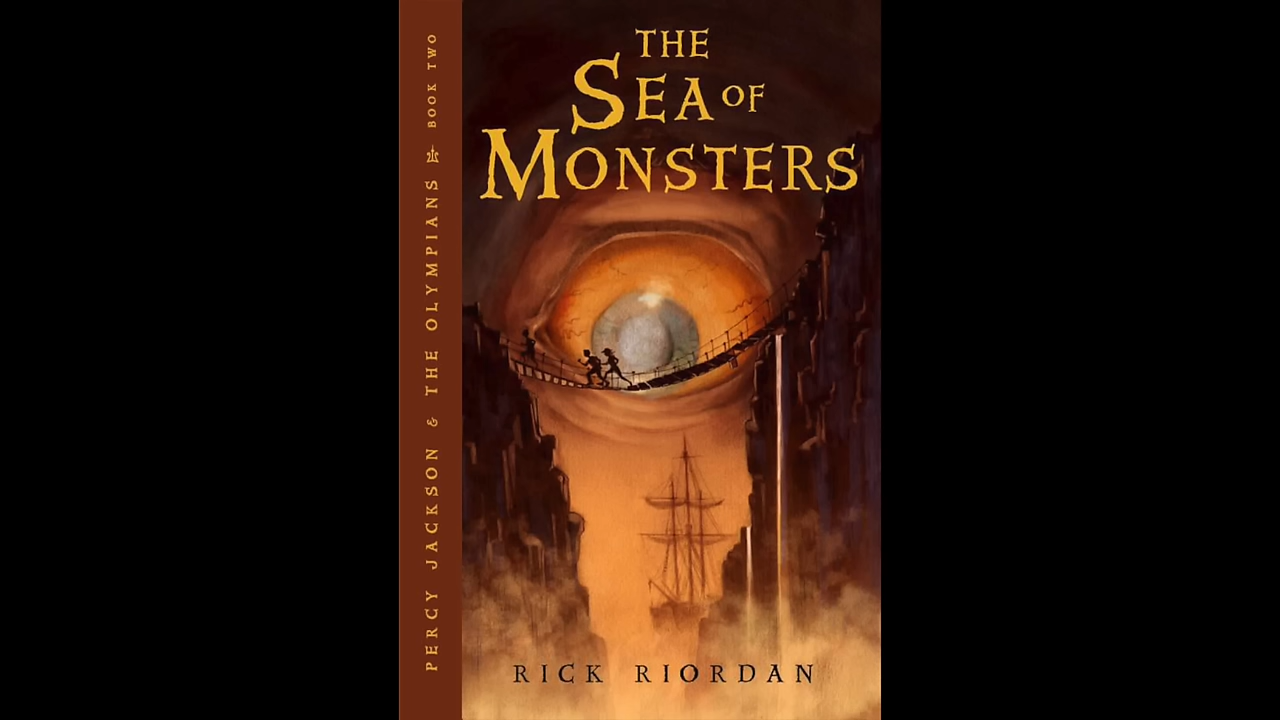 THE
SEA OF
MONSTERS
RICK RIORDAN
PERCY JACKSON & THE OLYMPIANS BOOK TWO